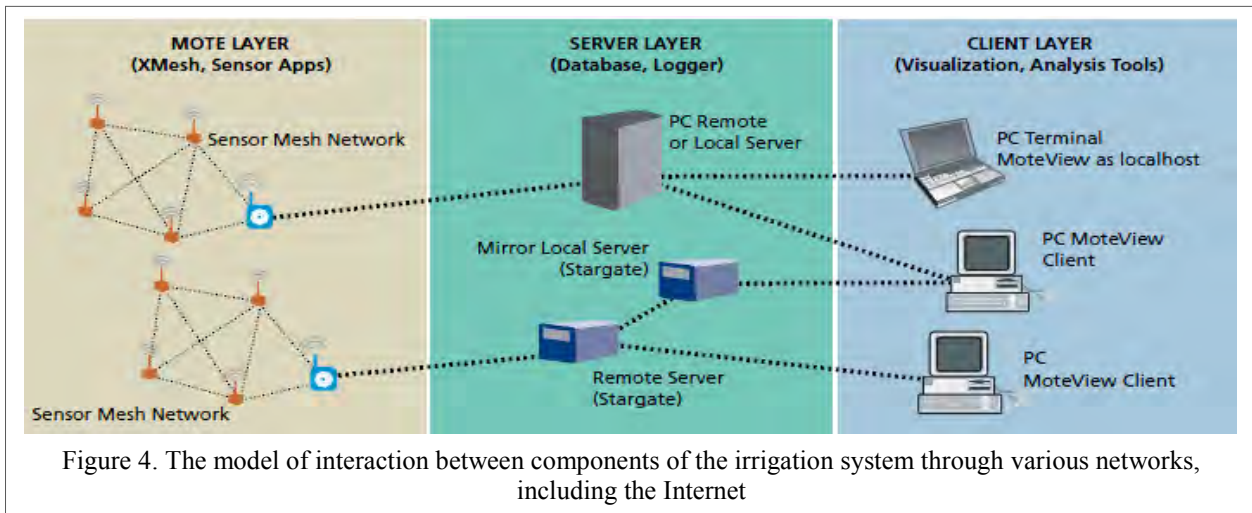 MOTE LAYER
(XMesh, Sensor Apps)
Sensor Mesh Network
Sensor Mesh Network
SERVER LAYER
(Database, Logger)
PC Remote
or Local Server
Mirror Local Server
(Stargate)
Remote Server
(Stargate)
CLIENT LAYER
(Visualization, Analysis Tools)
PC Terminal
MoteView as localhost
PC MoteView
Client
PC
MoteView Client
Figure 4. The model of interaction between components of the irrigation system through various networks,
including the Internet